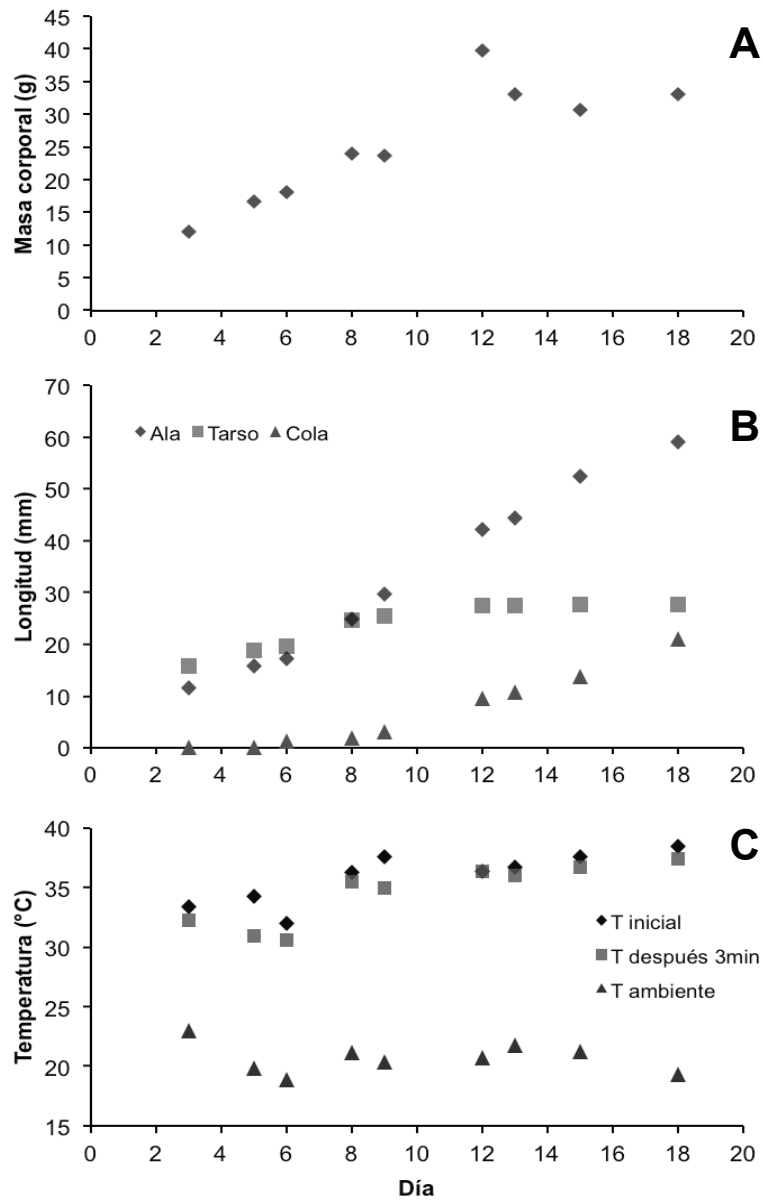 A
Masa corporal (g)
45
40
35
30
25
20
15
10
5
0
0 2 4 6 8 10 12 14 16 18 20
B
Longitud (mm)
70
60
50
40
30
20
10
0
Ala Tarso Cola
0 2 4 6 8 10 12 14 16 18 20
C
Temperatura (°C)
40
35
30
25
20
15
T inicial
T después 3min
T ambiente
0 2 4 6 8 10 12 14 16 18 20
Día